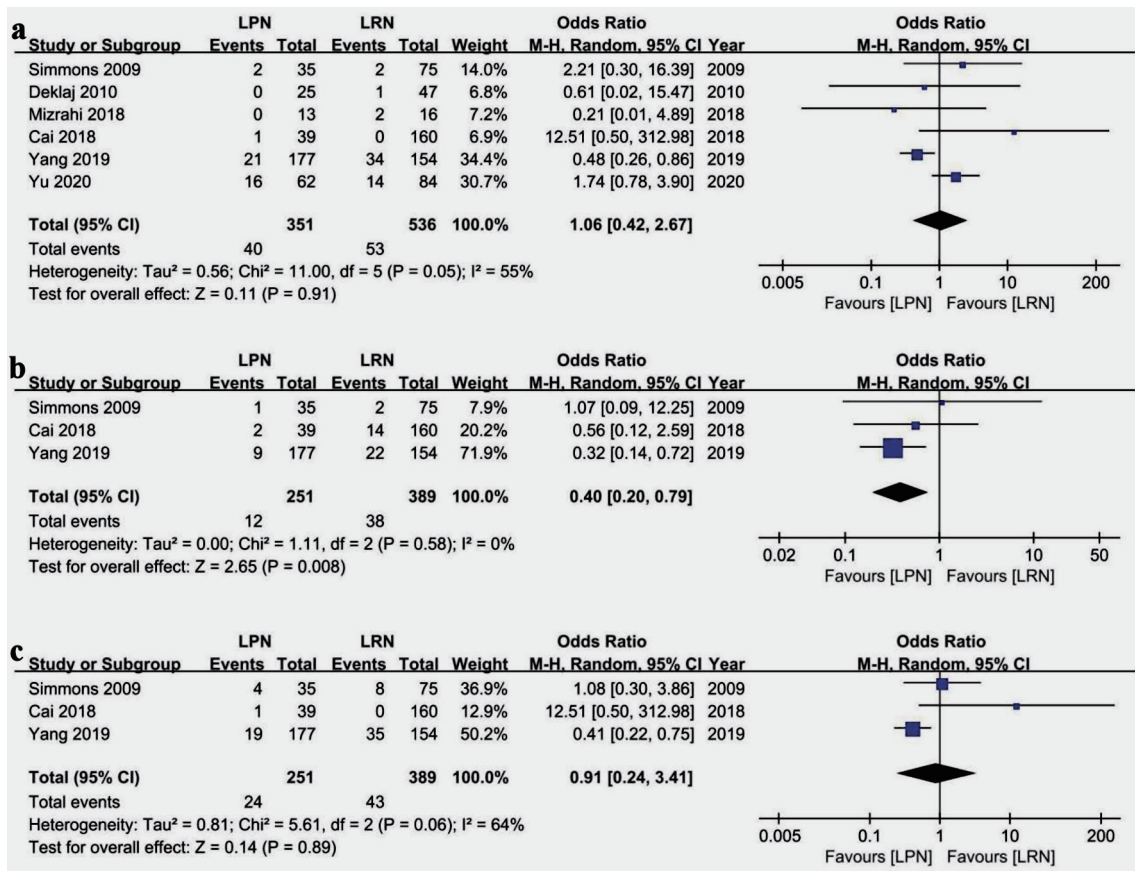 a
LPN LRN Odds Ratio Odds Ratio
Study or Subgroup Events Total Events Total Weight M-H, Random, 95% CI Year M-H, Random, 95% CI
Simmons 2009 2 35 2 75 14.0% 2.21 [0.30, 16.39] 2009
Deklaj 2010 0 25 1 47 6.8% 0.61 [0.02, 15.47] 2010
Mizrahi 2018 0 13 2 16 7.2% 0.21 [0.01, 4.89] 2018
Cai 2018 1 39 0 160 6.9% 12.51 [0.50, 312.98] 2018
Yang 2019 21 177 34 154 34.4% 0.48 [0.26, 0.86] 2019
Yu 2020 16 62 14 84 30.7% 1.74 [0.78, 3.90] 2020
Total (95% CI) 351 536 100.0% 1.06 [0.42, 2.67]
Total events 40 53
Heterogeneity: Tau² = 0.56; Chi² = 11.00, df = 5 (P = 0.05); I² = 55%
Test for overall effect: Z = 0.11 (P = 0.91)
0.005 0.1 1 10 200
Favours [LPN] Favours [LRN]
b
LPN LRN Odds Ratio Odds Ratio
Study or Subgroup Events Total Events Total Weight M-H, Random, 95% CI Year M-H, Random, 95% CI
Simmons 2009 1 35 2 75 7.9% 1.07 [0.09, 12.25] 2009
Cai 2018 2 39 14 160 20.2% 0.56 [0.12, 2.59] 2018
Yang 2019 9 177 22 154 71.9% 0.32 [0.14, 0.72] 2019
Total (95% CI) 251 389 100.0% 0.40 [0.20, 0.79]
Total events 12 38
Heterogeneity: Tau² = 0.00; Chi² = 1.11, df = 2 (P = 0.58); I² = 0%
Test for overall effect: Z = 2.65 (P = 0.008)
0.02 0.1 1 10 50
Favours [LPN] Favours [LRN]
c
LPN LRN Odds Ratio Odds Ratio
Study or Subgroup Events Total Events Total Weight M-H, Random, 95% CI Year M-H, Random, 95% CI
Simmons 2009 4 35 8 75 36.9% 1.08 [0.30, 3.86] 2009
Cai 2018 1 39 0 160 12.9% 12.51 [0.50, 312.98] 2018
Yang 2019 19 177 35 154 50.2% 0.41 [0.22, 0.75] 2019
Total (95% CI) 251 389 100.0% 0.91 [0.24, 3.41]
Total events 24 43
Heterogeneity: Tau² = 0.81; Chi² = 5.61, df = 2 (P = 0.06); I² = 64%
Test for overall effect: Z = 0.14 (P = 0.89)
0.005 0.1 1 10 200
Favours [LPN] Favours [LRN]